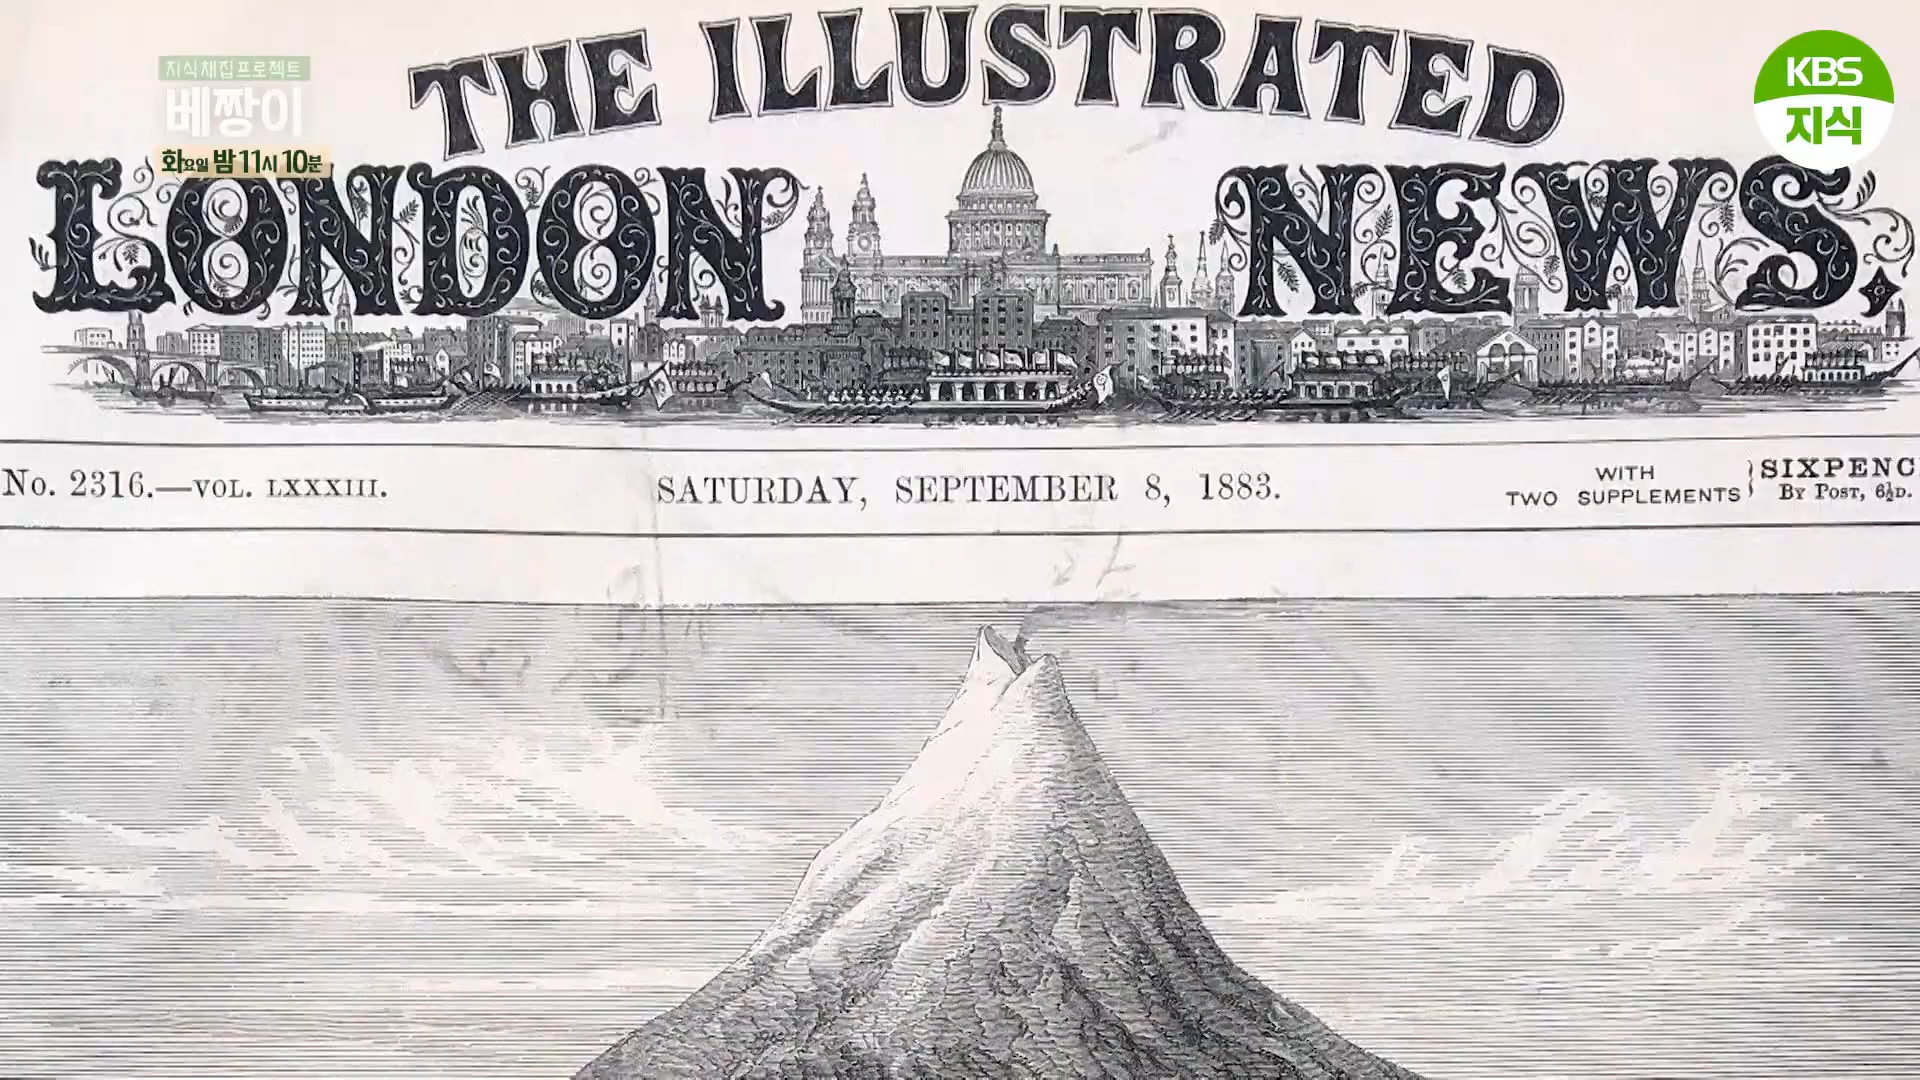 THE ILLUSTRATED
LONDON NEWS.
No. 2316.—VOL. LXXXIII.
SATURDAY, SEPTEMBER 8, 1883.
WITH
TWO SUPPLEMENTS
SIXPENC
By Post, 6½D.
지식채집프로젝트
베짱이
화요일 밤 11시 10분
KBS
지식